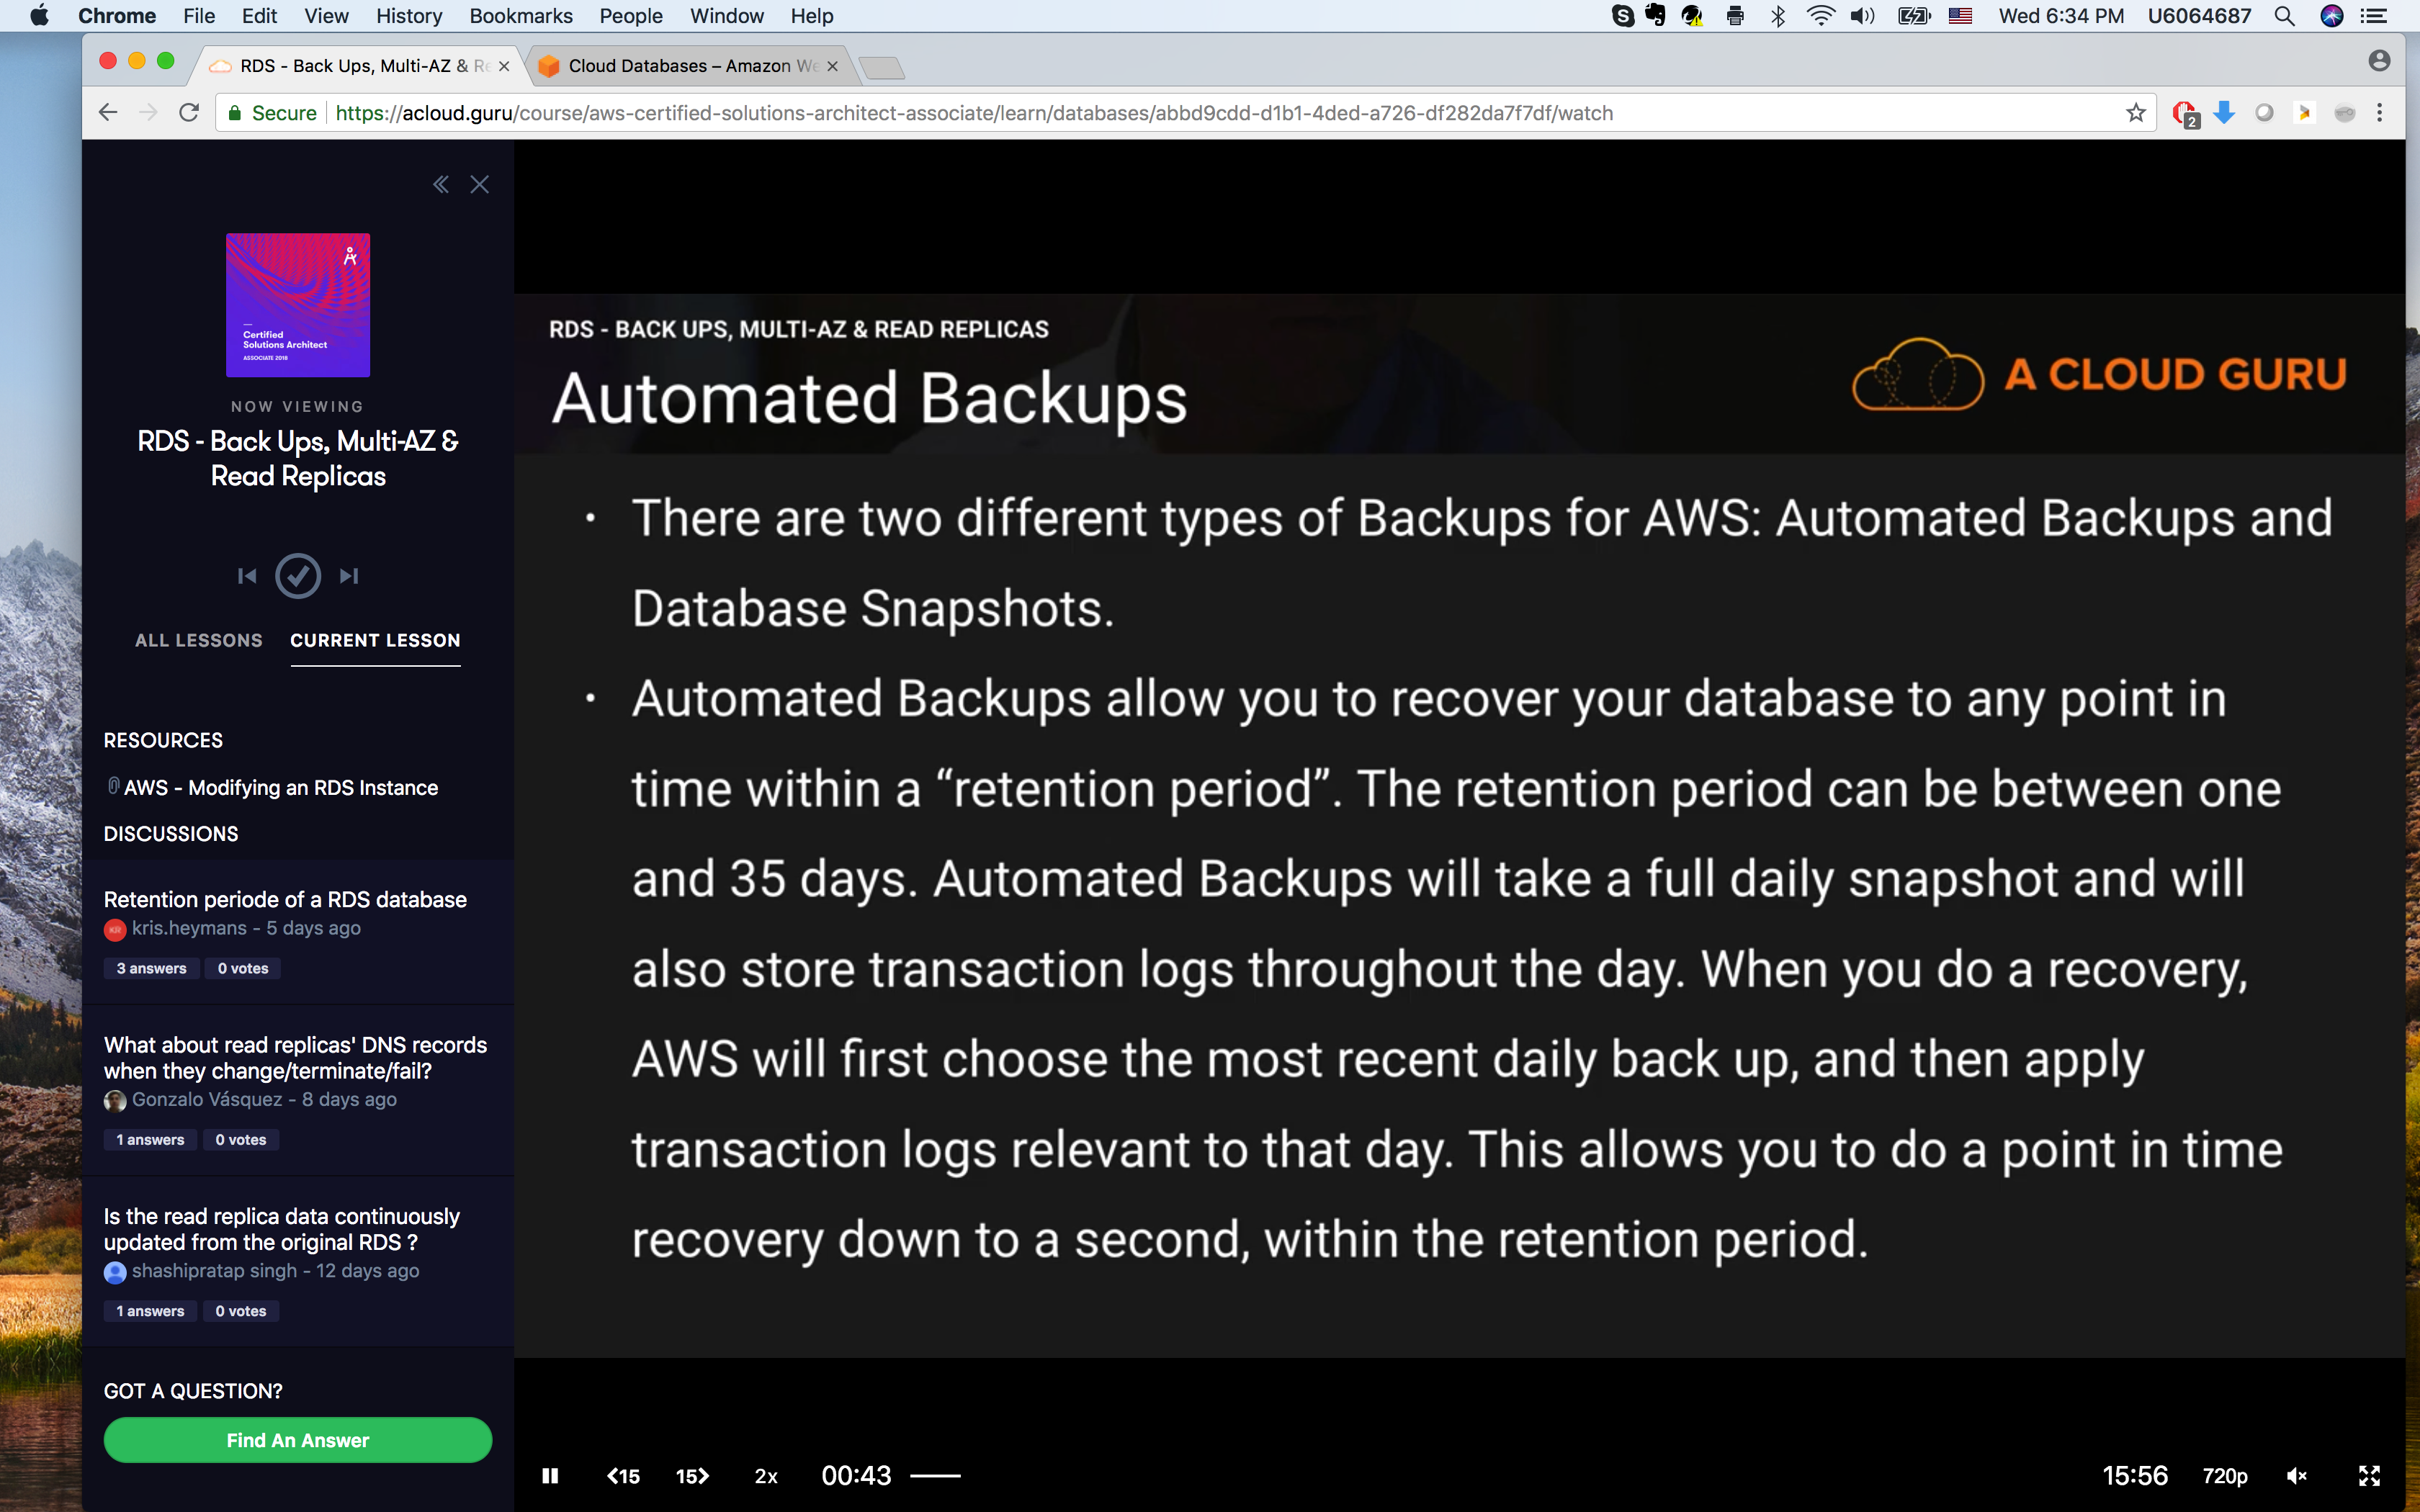 Chrome File Edit View History Bookmarks People Window Help Wed 6:34 PM U6064687
RDS - Back Ups, Multi-AZ & Re Cloud Databases – Amazon We
Secure https://acloud.guru/course/aws-certified-solutions-architect-associate/learn/databases/abbd9cdd-d1b1-4ded-a726-df282da7f7df/watch
2
Certified
Solutions Architect
ASSOCIATE 2018
NOW VIEWING
RDS - Back Ups, Multi-AZ &
Read Replicas
ALL LESSONS CURRENT LESSON
RESOURCES
AWS - Modifying an RDS Instance
DISCUSSIONS
Retention periode of a RDS database
KR kris.heymans - 5 days ago
3 answers 0 votes
What about read replicas' DNS records
when they change/terminate/fail?
Gonzalo Vásquez - 8 days ago
1 answers 0 votes
Is the read replica data continuously
updated from the original RDS ?
shashipratap singh - 12 days ago
1 answers 0 votes
GOT A QUESTION?
Find An Answer
RDS - BACK UPS, MULTI-AZ & READ REPLICAS
Automated Backups
A CLOUD GURU
• There are two different types of Backups for AWS: Automated Backups and
Database Snapshots.
• Automated Backups allow you to recover your database to any point in
time within a “retention period”. The retention period can be between one
and 35 days. Automated Backups will take a full daily snapshot and will
also store transaction logs throughout the day. When you do a recovery,
AWS will first choose the most recent daily back up, and then apply
transaction logs relevant to that day. This allows you to do a point in time
recovery down to a second, within the retention period.
15 15 2x 00:43 15:56 720p